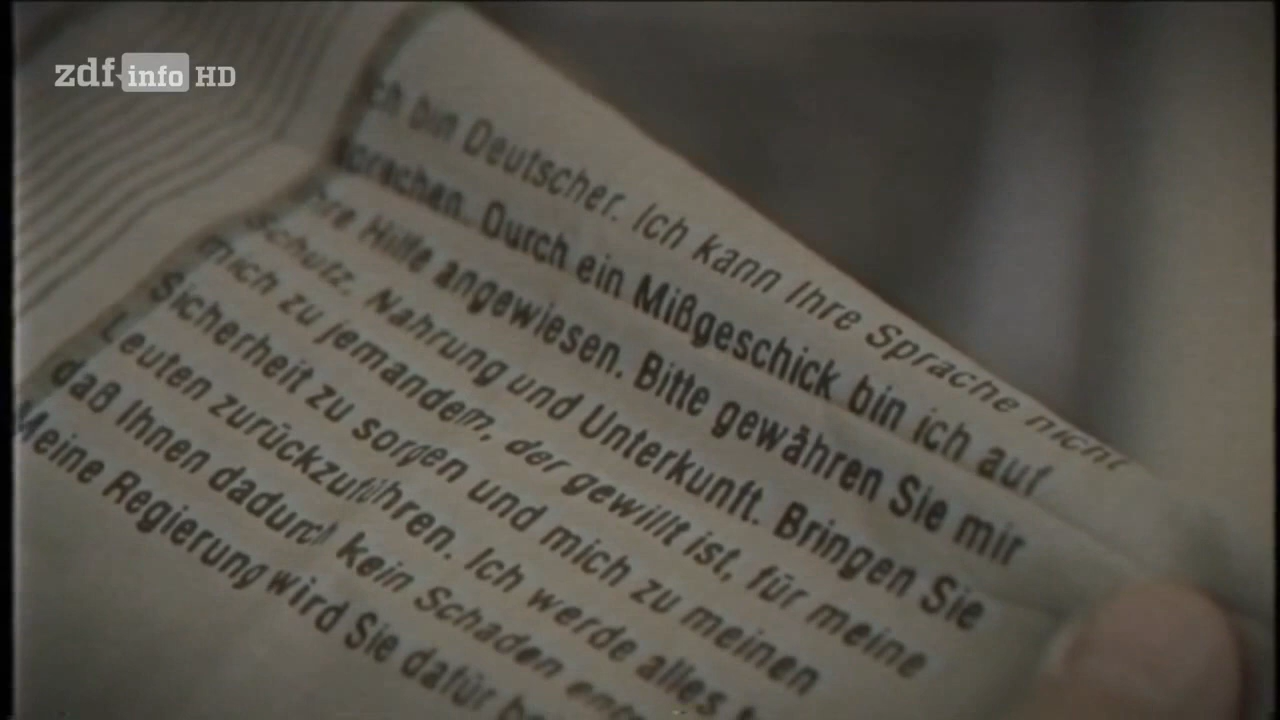 zdf info HD
Ich bin Deutscher. Ich kann Ihre Sprache nicht
sprechen. Durch ein Mißgeschick bin ich auf
Ihre Hilfe angewiesen. Bitte gewähren Sie mir
Schutz, Nahrung und Unterkunft. Bringen Sie
mich zu jemandem, der gewillt ist, für meine
Sicherheit zu sorgen und mich zu meinen
Leuten zurückzuführen. Ich werde alles
daß Ihnen dadurch kein Schaden
Meine Regierung wird Sie dafür